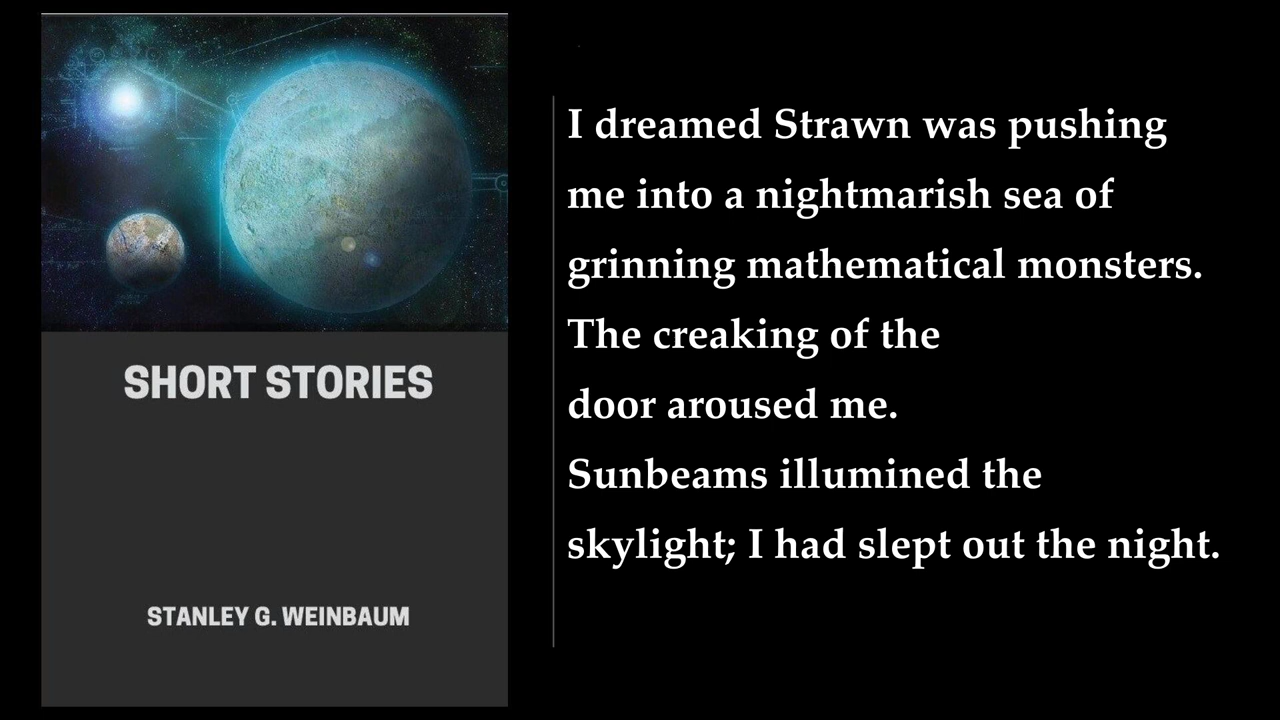 SHORT STORIES
STANLEY G. WEINBAUM
I dreamed Strawn was pushing
me into a nightmarish sea of
grinning mathematical monsters.
The creaking of the
door aroused me.
Sunbeams illumined the
skylight; I had slept out the night.